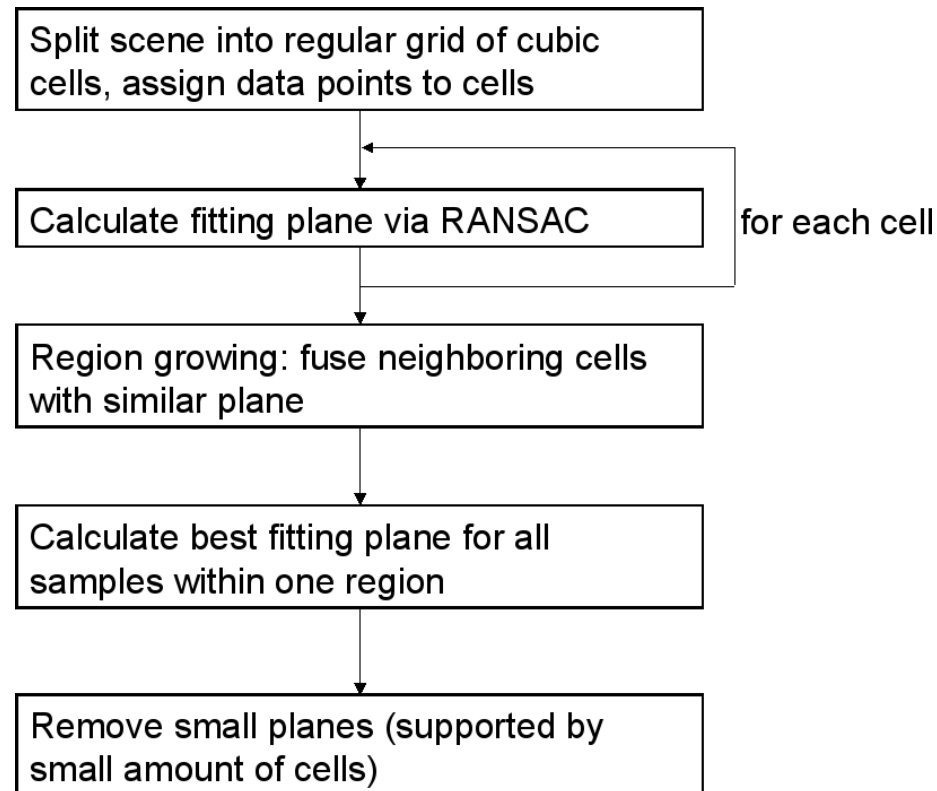 Split scene into regular grid of cubic
cells, assign data points to cells
Calculate fitting plane via RANSAC
for each cell
Region growing: fuse neighboring cells
with similar plane
Calculate best fitting plane for all
samples within one region
Remove small planes (supported by
small amount of cells)